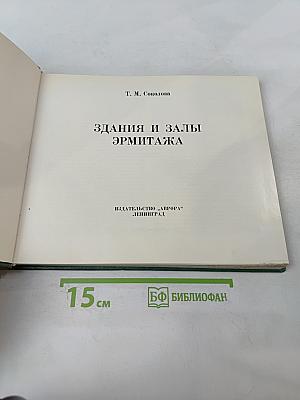 Т. М. Соколова
ЗДАНИЯ И ЗАЛЫ
ЭРМИТАЖА
ИЗДАТЕЛЬСТВО „АВРОРА"
ЛЕНИНГРАД
15 см
БФ БИБЛИОФАН